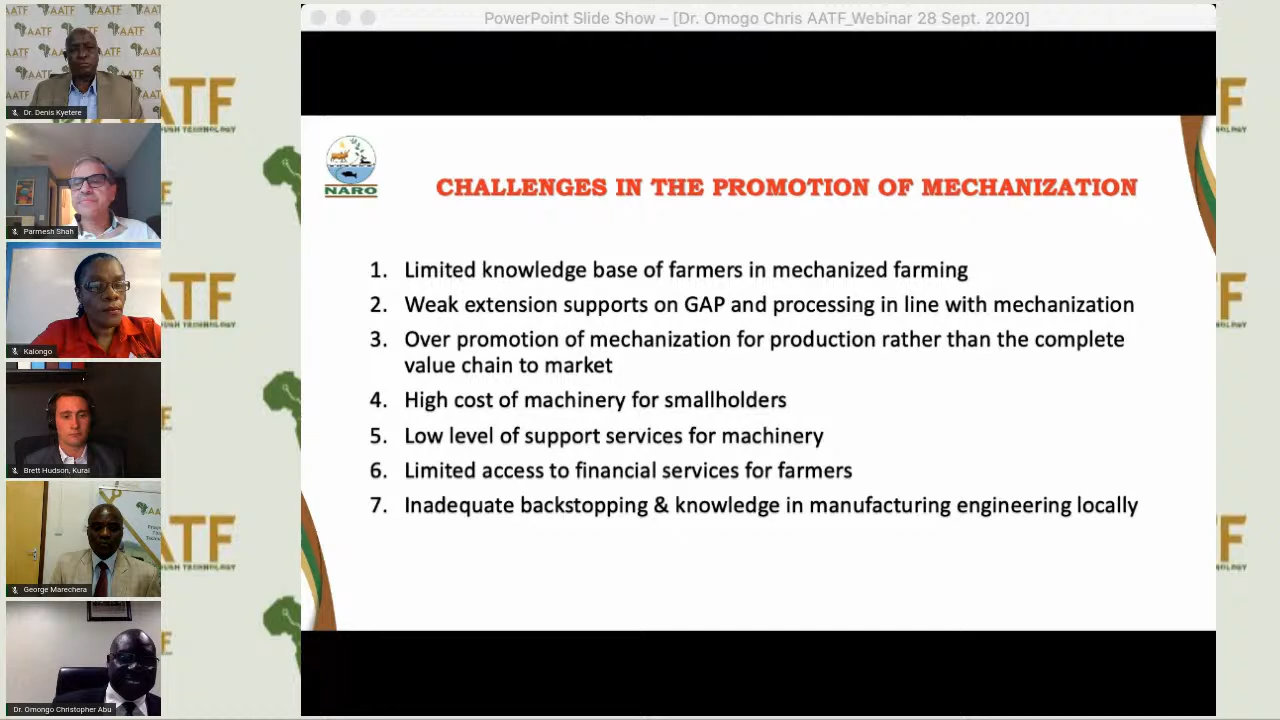 PowerPoint Slide Show – [Dr. Omogo Chris AATF_Webinar 28 Sept. 2020]
NARO
CHALLENGES IN THE PROMOTION OF MECHANIZATION
1. Limited knowledge base of farmers in mechanized farming
2. Weak extension supports on GAP and processing in line with mechanization
3. Over promotion of mechanization for production rather than the complete
value chain to market
4. High cost of machinery for smallholders
5. Low level of support services for machinery
6. Limited access to financial services for farmers
7. Inadequate backstopping & knowledge in manufacturing engineering locally
AATF
Dr. Denis Kyetere
Parmesh Shah
Kalongo
Brett Hudson, Kurai
George Marechera
Dr. Omongo Christopher Abu